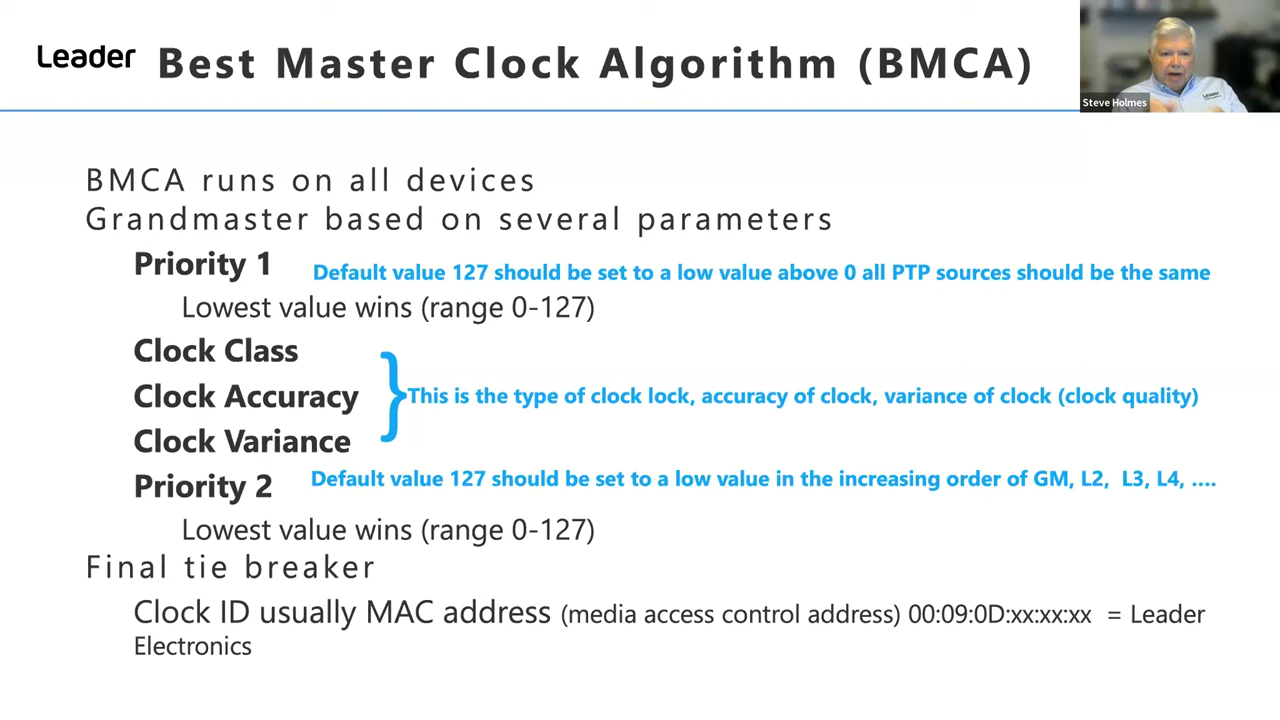 Leader
Best Master Clock Algorithm (BMCA)
Steve Holmes
BMCA runs on all devices
Grandmaster based on several parameters
Priority 1
Default value 127 should be set to a low value above 0 all PTP sources should be the same
Lowest value wins (range 0-127)
Clock Class
Clock Accuracy
This is the type of clock lock, accuracy of clock, variance of clock (clock quality)
Clock Variance
Priority 2
Default value 127 should be set to a low value in the increasing order of GM, L2, L3, L4, ....
Lowest value wins (range 0-127)
Final tie breaker
Clock ID usually MAC address (media access control address) 00:09:0D:xx:xx:xx = Leader
Electronics